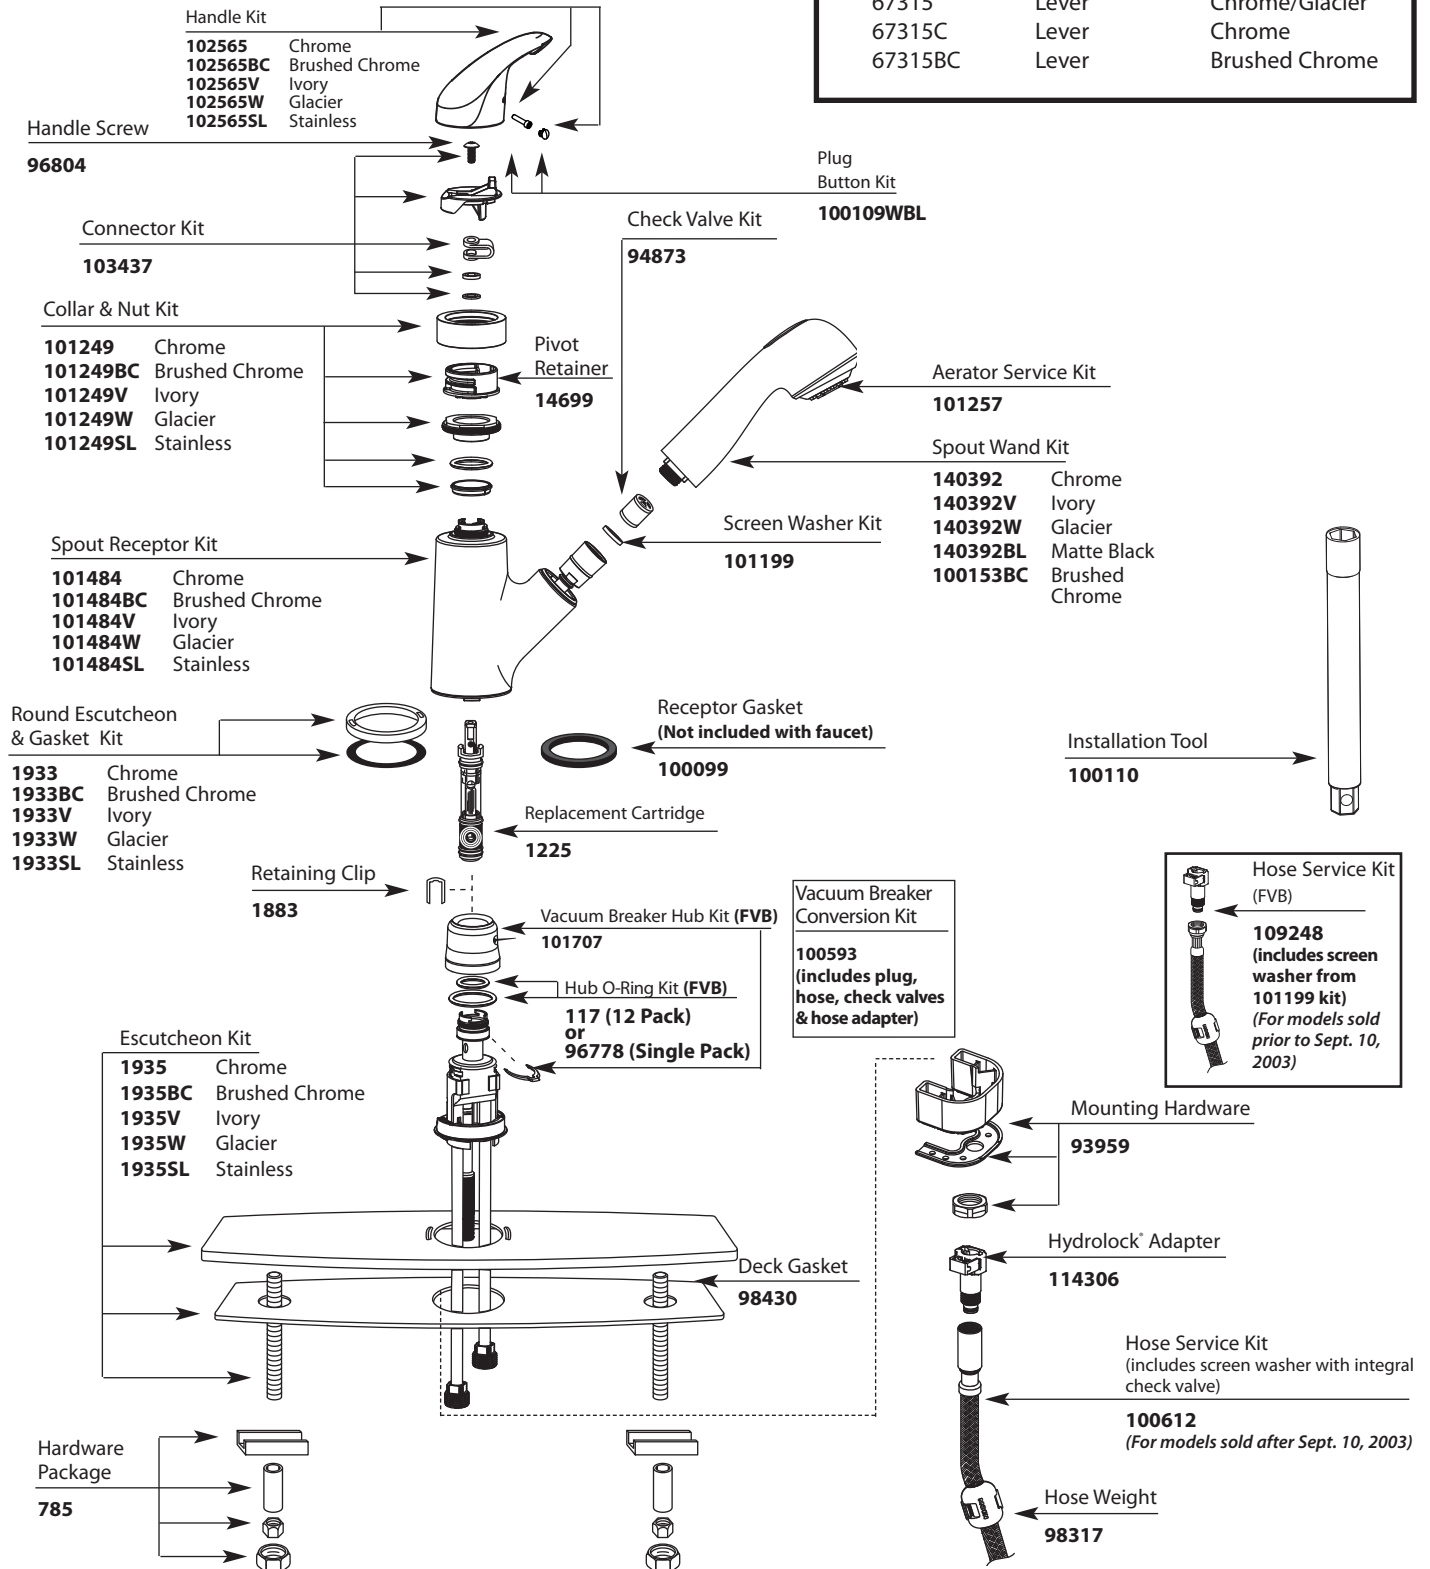 67315 Lever Chrome/Glacier
67315C Lever Chrome
67315BC Lever Brushed Chrome
Handle Kit
102565 Chrome
102565BC Brushed Chrome
102565V Ivory
102565W Glacier
102565SL Stainless
Handle Screw
96804
Plug
Button Kit
100109WBL
Connector Kit
103437
Check Valve Kit
94873
Collar & Nut Kit
101249 Chrome
101249BC Brushed Chrome
101249V Ivory
101249W Glacier
101249SL Stainless
Pivot
Retainer
14699
Aerator Service Kit
101257
Spout Wand Kit
140392 Chrome
140392V Ivory
140392W Glacier
140392BL Matte Black
100153BC Brushed
Chrome
Screen Washer Kit
101199
Spout Receptor Kit
101484 Chrome
101484BC Brushed Chrome
101484V Ivory
101484W Glacier
101484SL Stainless
Round Escutcheon
& Gasket Kit
1933 Chrome
1933BC Brushed Chrome
1933V Ivory
1933W Glacier
1933SL Stainless
Receptor Gasket
(Not included with faucet)
100099
Installation Tool
100110
Replacement Cartridge
1225
Retaining Clip
1883
Vacuum Breaker Hub Kit (FVB)
101707
Hub O-Ring Kit (FVB)
117 (12 Pack)
or
96778 (Single Pack)
Vacuum Breaker
Conversion Kit
100593
(includes plug,
hose, check valves
& hose adapter)
Hose Service Kit
(FVB)
109248
(includes screen
washer from
101199 kit)
(For models sold
prior to Sept. 10,
2003)
Escutcheon Kit
1935 Chrome
1935BC Brushed Chrome
1935V Ivory
1935W Glacier
1935SL Stainless
Mounting Hardware
93959
Deck Gasket
98430
Hydrolock® Adapter
114306
Hose Service Kit
(includes screen washer with integral
check valve)
100612
(For models sold after Sept. 10, 2003)
Hardware
Package
785
Hose Weight
98317